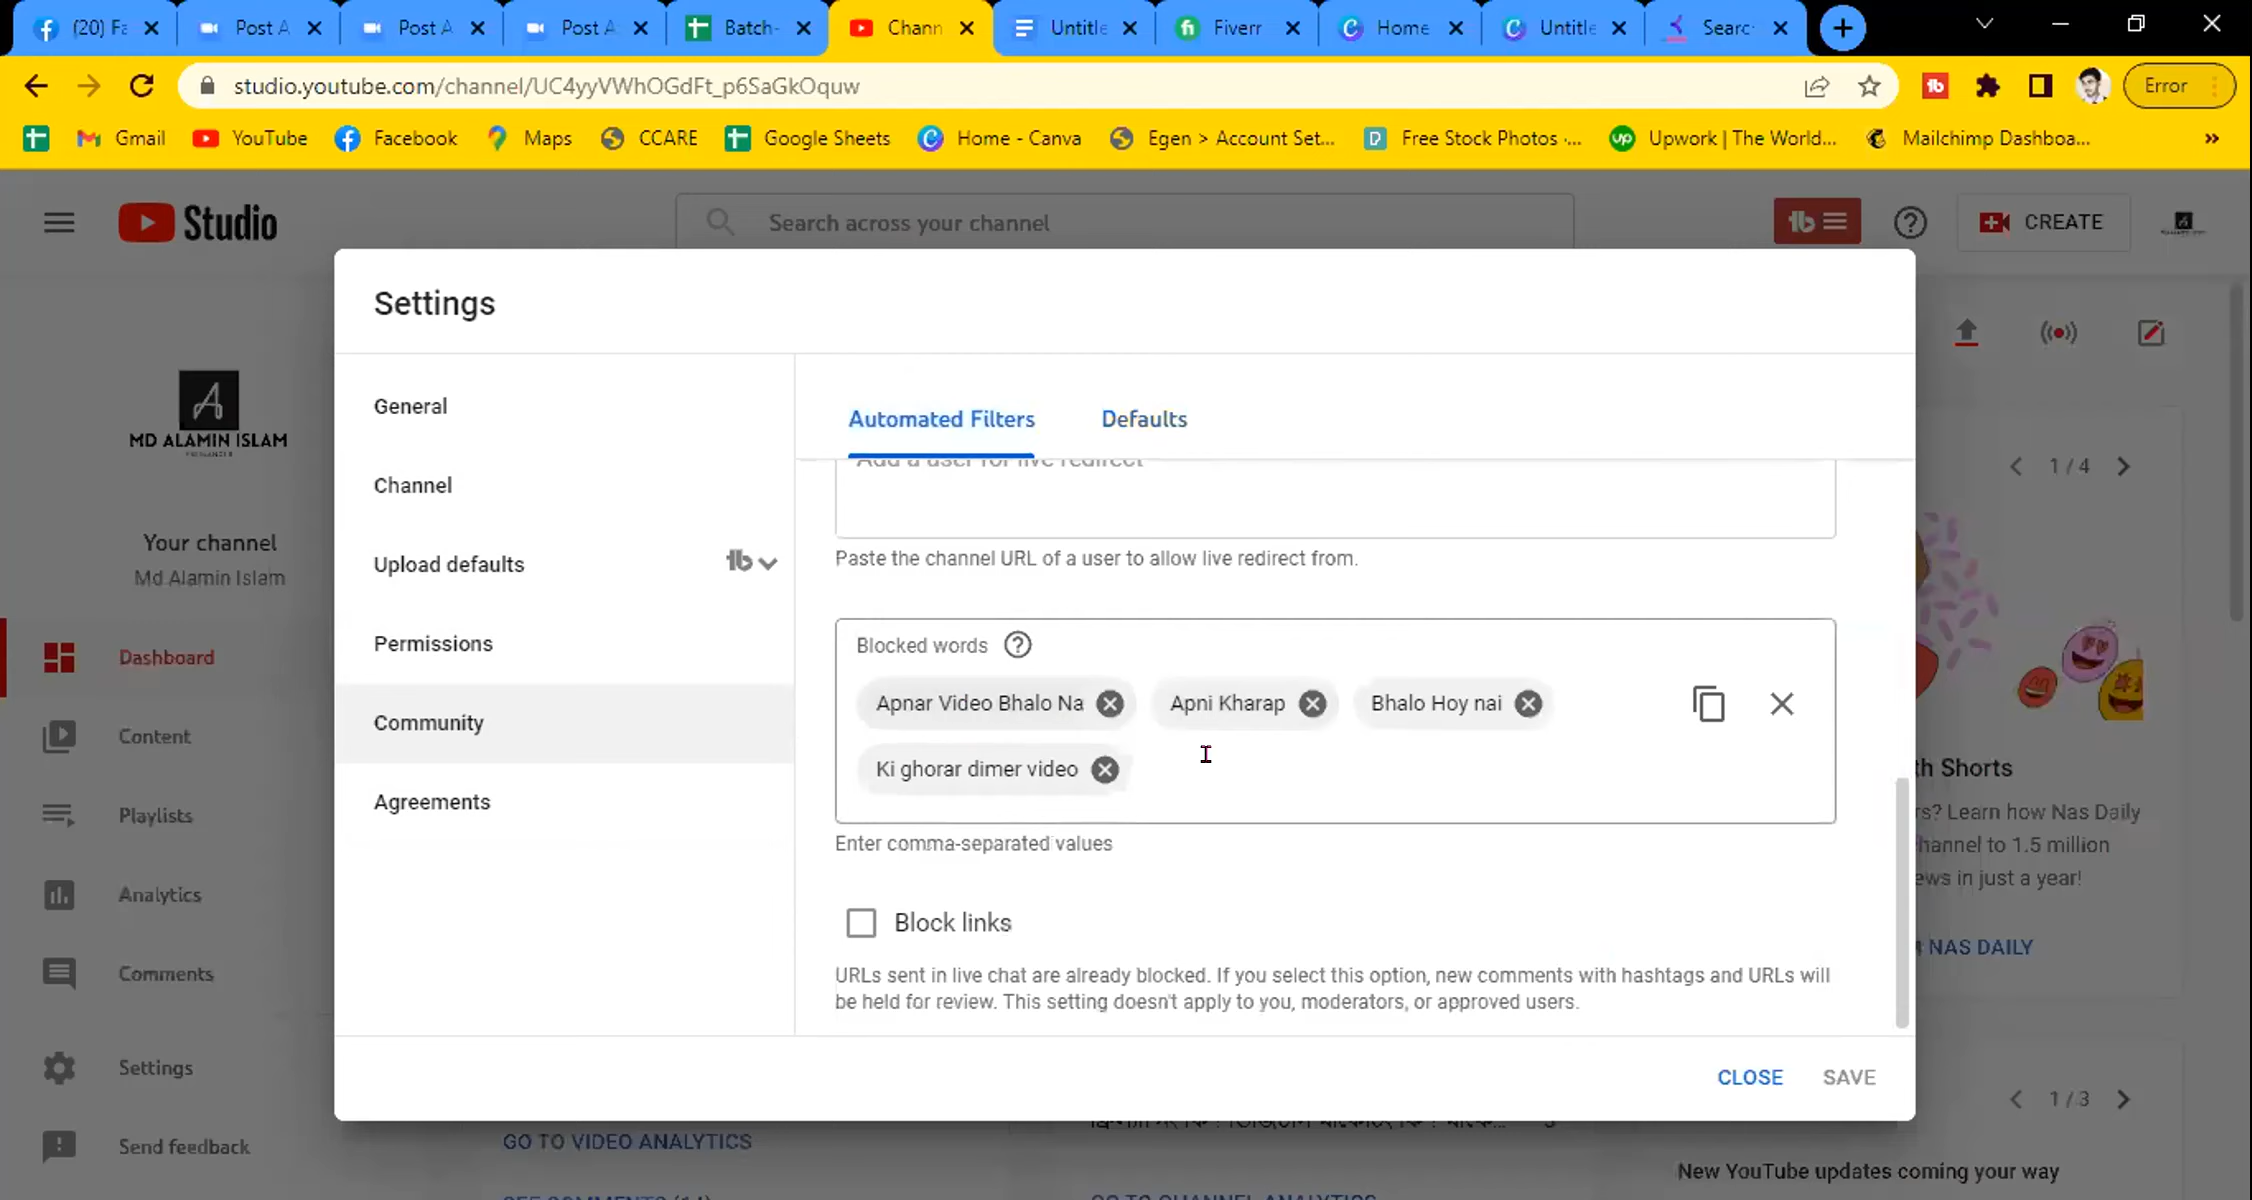 (20) Fa
Post A
Post A
Post A
Batch-
Chann
Untitle
Fiverr
Home
Untitle
Searc
studio.youtube.com/channel/UC4yyVWhOGdFt_p6SaGkOquw
Error
Gmail
YouTube
Facebook
Maps
CCARE
Google Sheets
Home - Canva
Egen > Account Set...
Free Stock Photos ·...
Upwork | The World...
Mailchimp Dashboa...
Studio
Search across your channel
CREATE
Settings
MD ALAMIN ISLAM
Your channel
Md Alamin Islam
Dashboard
Content
Playlists
Analytics
Comments
Settings
Send feedback
General
Channel
Upload defaults
Permissions
Community
Agreements
Automated Filters
Defaults
Add a user for live redirect
Paste the channel URL of a user to allow live redirect from.
Blocked words
Apnar Video Bhalo Na
Apni Kharap
Bhalo Hoy nai
Ki ghorar dimer video
Enter comma-separated values
Block links
URLs sent in live chat are already blocked. If you select this option, new comments with hashtags and URLs will
be held for review. This setting doesn't apply to you, moderators, or approved users.
CLOSE
SAVE
1 / 4
th Shorts
rs? Learn how Nas Daily
hannel to 1.5 million
ews in just a year!
NAS DAILY
1 / 3
GO TO VIDEO ANALYTICS
New YouTube updates coming your way